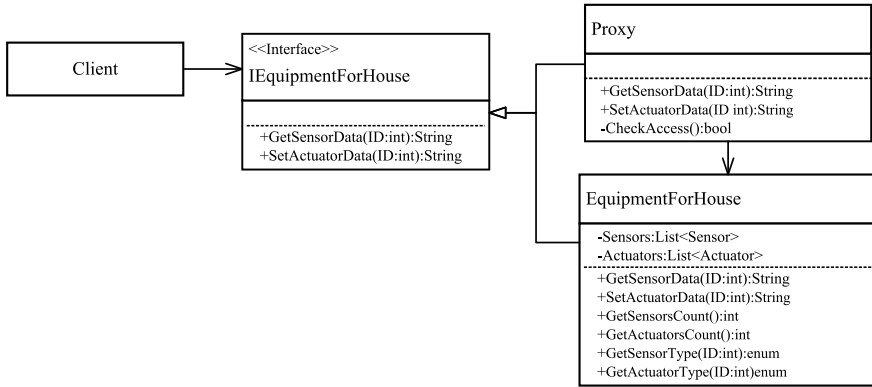 Client
<<Interface>>
IEquipmentForHouse
+GetSensorData(ID:int):String
+SetActuatorData(ID:int):String
Proxy
+GetSensorData(ID:int):String
+SetActuatorData(ID int):String
-CheckAccess():bool
EquipmentForHouse
-Sensors:List<Sensor>
-Actuators:List<Actuator>
+GetSensorData(ID:int):String
+SetActuatorData(ID:int):String
+GetSensorsCount():int
+GetActuatorsCount():int
+GetSensorType(ID:int):enum
+GetActuatorType(ID:int)enum